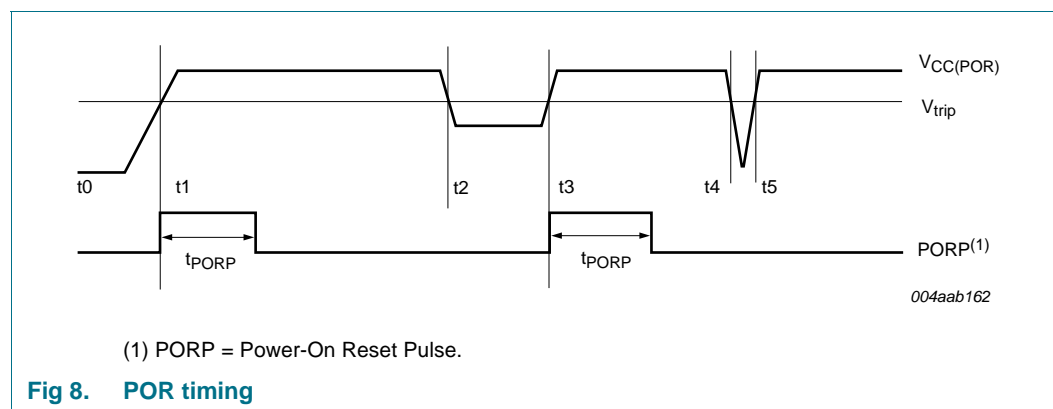 VCC(POR)
Vtrip
t0 t1 t2 t3 t4 t5
tPORP tPORP
PORP(1)
004aab162
(1) PORP = Power-On Reset Pulse.
Fig 8. POR timing